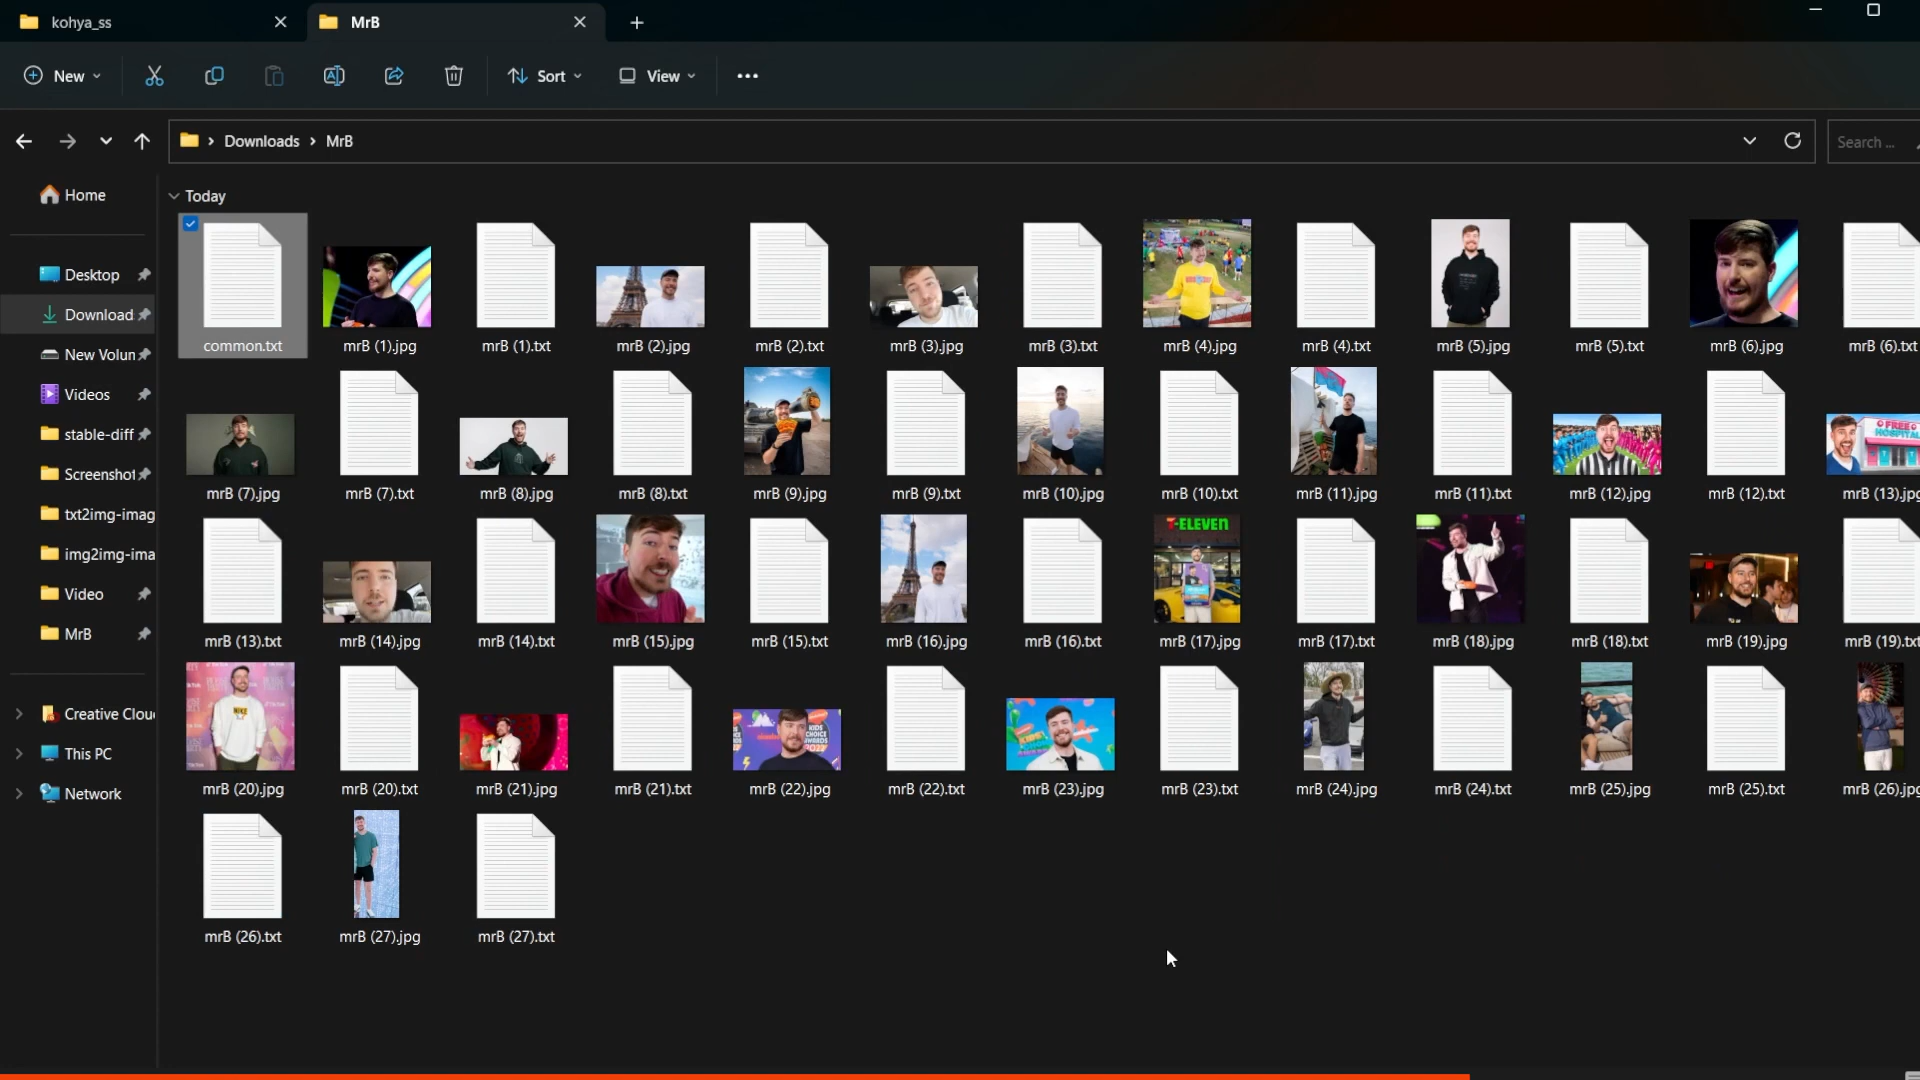 kohya_ss
MrB
New
Sort
View
Downloads > MrB
Search ...
Home
Today
Desktop
Download
New Volun
Videos
stable-diff
Screenshot
txt2img-imag
img2img-ima
Video
MrB
Creative Clou
This PC
Network
common.txt mrB (1).jpg mrB (1).txt mrB (2).jpg mrB (2).txt mrB (3).jpg mrB (3).txt mrB (4).jpg mrB (4).txt mrB (5).jpg mrB (5).txt mrB (6).jpg mrB (6).txt
FREE
HOSPITAL
mrB (7).jpg mrB (7).txt mrB (8).jpg mrB (8).txt mrB (9).jpg mrB (9).txt mrB (10).jpg mrB (10).txt mrB (11).jpg mrB (11).txt mrB (12).jpg mrB (12).txt mrB (13).jpg
7-ELEVEN
mrB (13).txt mrB (14).jpg mrB (14).txt mrB (15).jpg mrB (15).txt mrB (16).jpg mrB (16).txt mrB (17).jpg mrB (17).txt mrB (18).jpg mrB (18).txt mrB (19).jpg mrB (19).txt
KIDS
CHOICE
AWARDS
mrB (20).jpg mrB (20).txt mrB (21).jpg mrB (21).txt mrB (22).jpg mrB (22).txt mrB (23).jpg mrB (23).txt mrB (24).jpg mrB (24).txt mrB (25).jpg mrB (25).txt mrB (26).jpg
mrB (26).txt mrB (27).jpg mrB (27).txt